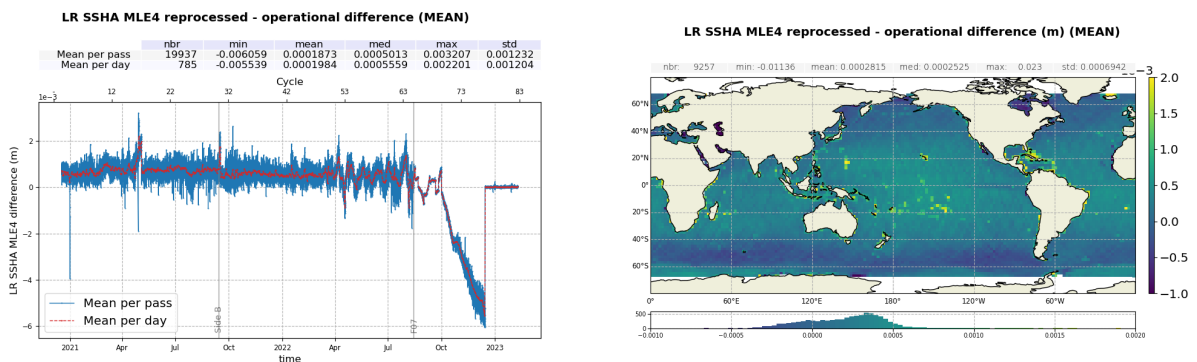 LR SSHA MLE4 reprocessed - operational difference (MEAN)
nbr min mean med max std
Mean per pass 19937 -0.006059 0.0001873 0.0005013 0.003207 0.001232
Mean per day 785 -0.005539 0.0001984 0.0005559 0.002201 0.001204
Cycle
12 22 32 42 53 63 73 83
1e−3
2
0
−2
−4
−6
LR SSHA MLE4 difference (m)
Side B
F07
Mean per pass
Mean per day
2021 Apr Jul Oct 2022 Apr Jul Oct 2023
time
LR SSHA MLE4 reprocessed - operational difference (m) (MEAN)
nbr: 9257 min: -0.01136 mean: 0.0002815 med: 0.0002525 max: 0.023 std: 0.0006942
2.0
1.5
1.0
0.5
0.0
−0.5
−1.0
60°N
40°N
20°N
0°
20°S
40°S
60°S
0° 60°E 120°E 180° 120°W 60°W
500
0
−0.0010 −0.0005 0.0000 0.0005 0.0010 0.0015 0.0020